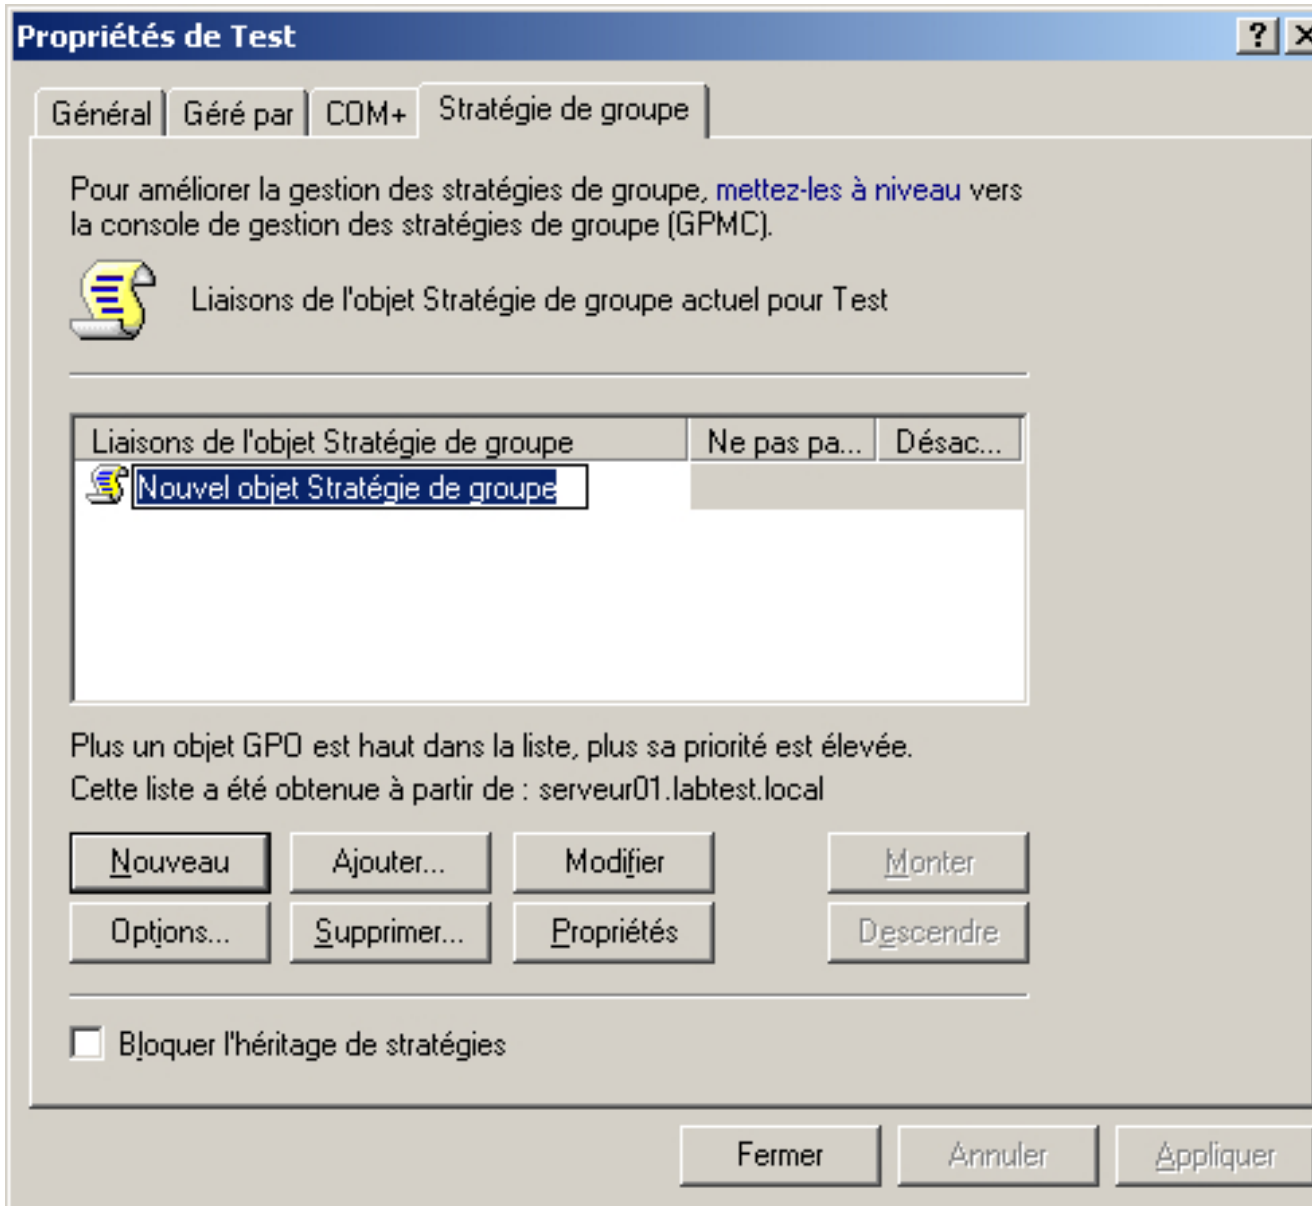 Propriétés de Test
Général Géré par COM+ Stratégie de groupe
Pour améliorer la gestion des stratégies de groupe, mettez-les à niveau vers
la console de gestion des stratégies de groupe (GPMC).
Liaisons de l'objet Stratégie de groupe actuel pour Test
Liaisons de l'objet Stratégie de groupe Ne pas pa... Désac...
Nouvel objet Stratégie de groupe
Plus un objet GPO est haut dans la liste, plus sa priorité est élevée.
Cette liste a été obtenue à partir de : serveur01.labtest.local
Nouveau Ajouter... Modifier Monter
Options... Supprimer... Propriétés Descendre
Bloquer l'héritage de stratégies
Fermer Annuler Appliquer